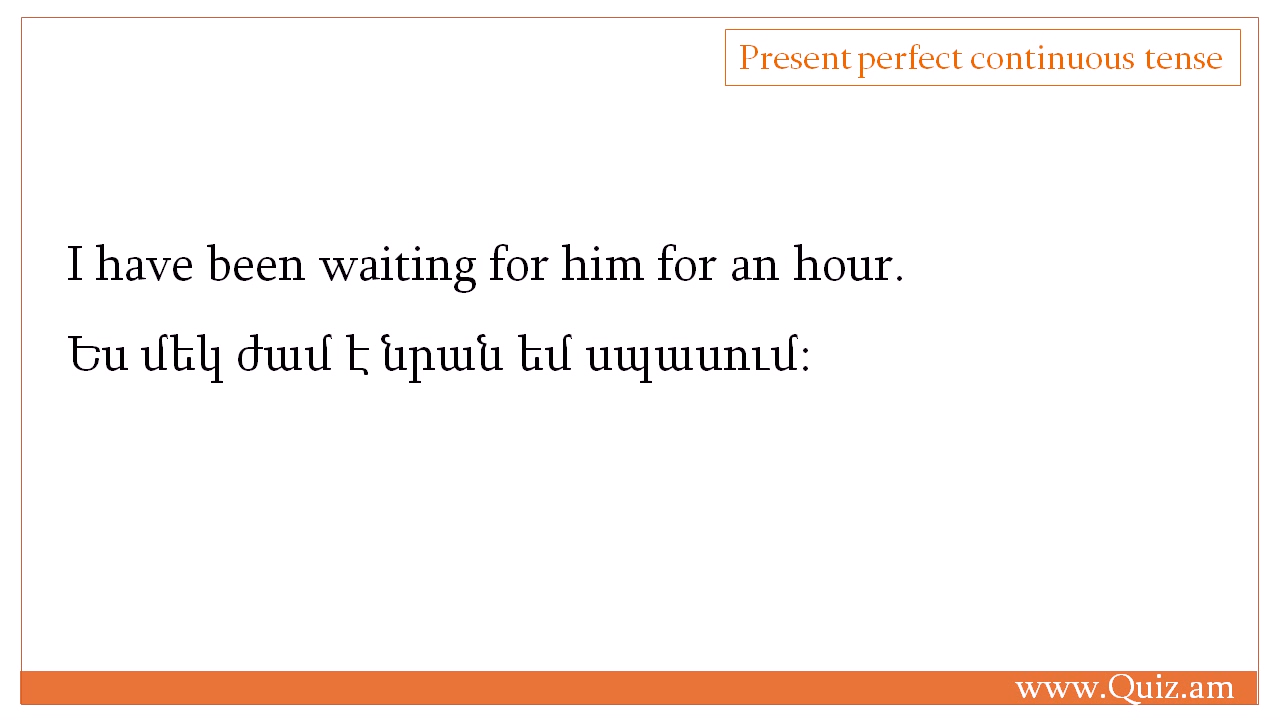 Present perfect continuous tense
I have been waiting for him for an hour.
Ես մեկ ժամ է նրան եմ սպասում:
www.Quiz.am